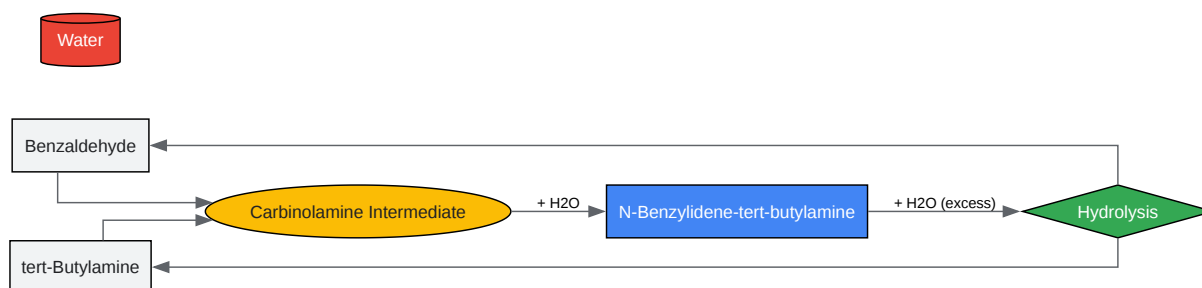 Water
Benzaldehyde
Carbinolamine Intermediate
+ H2O
N-Benzylidene-tert-butylamine
+ H2O (excess)
Hydrolysis
tert-Butylamine